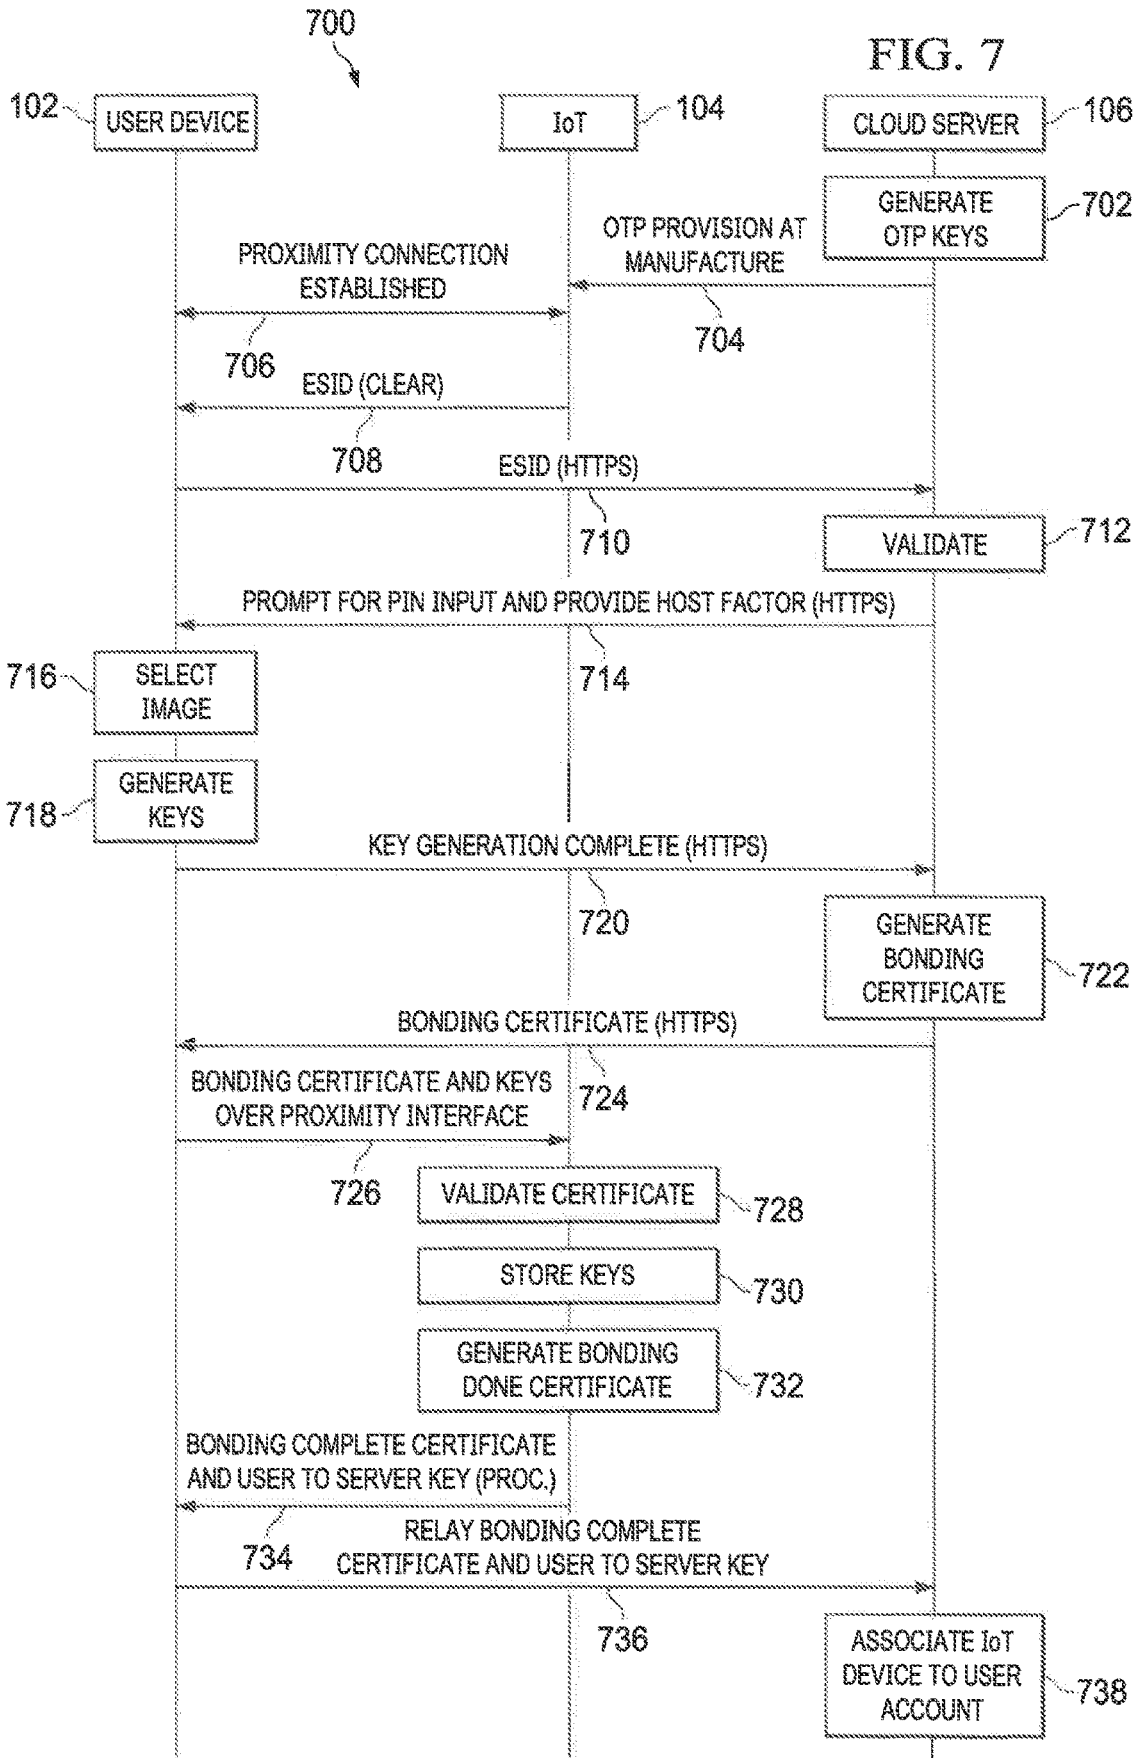 700
FIG. 7
102
USER DEVICE
IoT
104
CLOUD SERVER
106
GENERATE
OTP KEYS
702
OTP PROVISION AT
MANUFACTURE
704
PROXIMITY CONNECTION
ESTABLISHED
706
ESID (CLEAR)
708
ESID (HTTPS)
710
VALIDATE
712
PROMPT FOR PIN INPUT AND PROVIDE HOST FACTOR (HTTPS)
714
716
SELECT
IMAGE
718
GENERATE
KEYS
KEY GENERATION COMPLETE (HTTPS)
720
GENERATE
BONDING
CERTIFICATE
722
BONDING CERTIFICATE (HTTPS)
724
BONDING CERTIFICATE AND KEYS
OVER PROXIMITY INTERFACE
726
VALIDATE CERTIFICATE
728
STORE KEYS
730
GENERATE BONDING
DONE CERTIFICATE
732
BONDING COMPLETE CERTIFICATE
AND USER TO SERVER KEY (PROC.)
734
RELAY BONDING COMPLETE
CERTIFICATE AND USER TO SERVER KEY
736
ASSOCIATE IoT
DEVICE TO USER
ACCOUNT
738